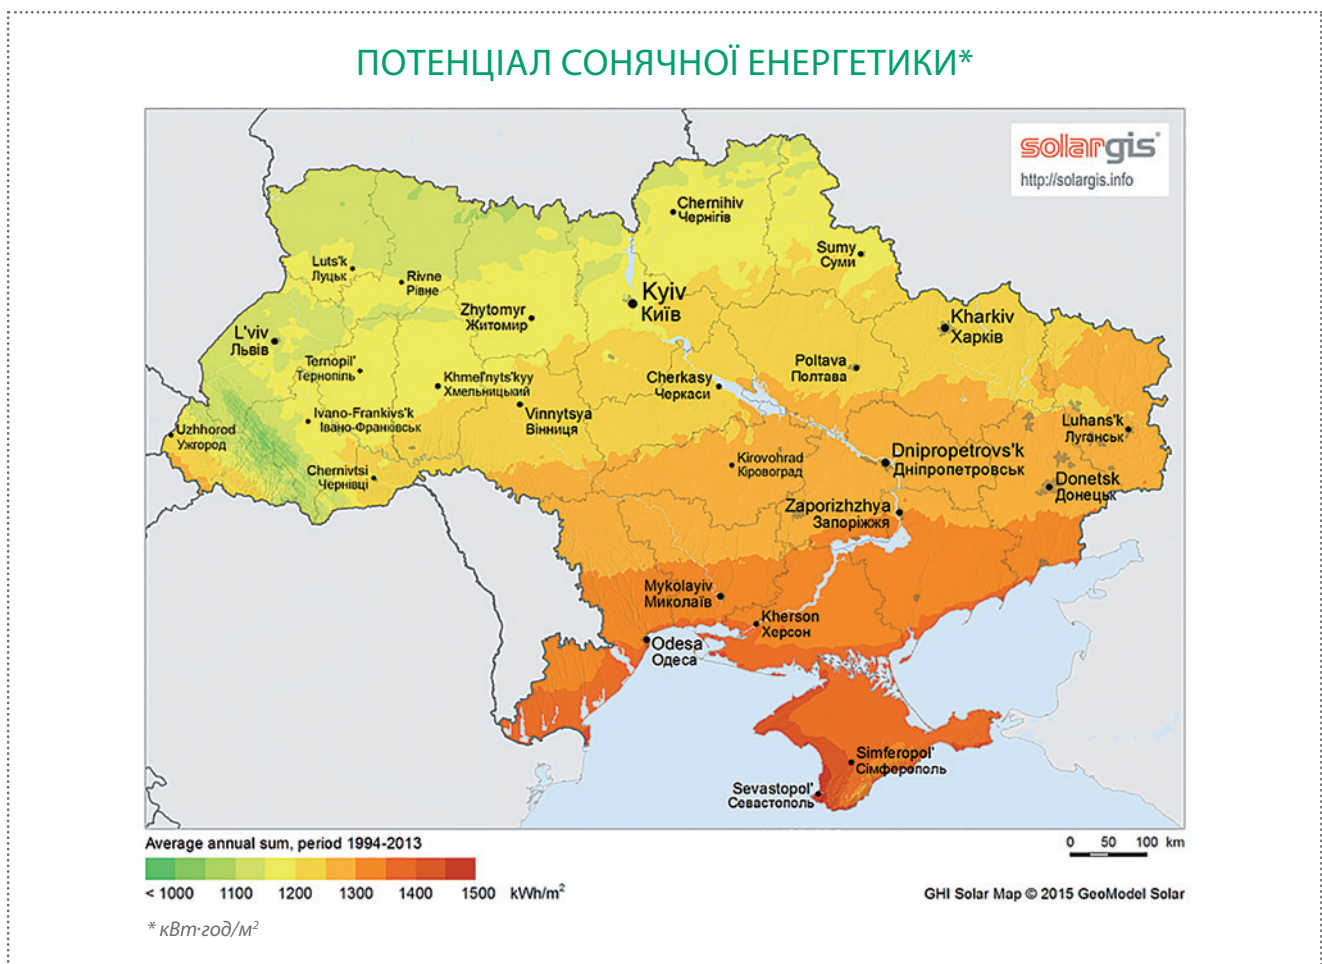 ПОТЕНЦІАЛ СОНЯЧНОЇ ЕНЕРГЕТИКИ*
solargis
http://solargis.info
Chernihiv
Чернігів
Sumy
Суми
Luts'k
Луцьк
Rivne
Рівне
Kyiv
Київ
Zhytomyr
Житомир
Kharkiv
Харків
L'viv
Львів
Ternopil'
Тернопіль
Khmel'nyts'kyy
Хмельницький
Cherkasy
Черкаси
Poltava
Полтава
Vinnytsya
Вінниця
Ivano-Frankivs'k
Івано-Франківськ
Uzhhorod
Ужгород
Chernivtsi
Чернівці
Kirovohrad
Кіровоград
Dnipropetrovs'k
Дніпропетровськ
Luhans'k
Луганськ
Donetsk
Донецьк
Zaporizhzhya
Запоріжжя
Mykolayiv
Миколаїв
Kherson
Херсон
Odesa
Одеса
Simferopol'
Сімферополь
Sevastopol'
Севастополь
Average annual sum, period 1994-2013
0 50 100 km
< 1000 1100 1200 1300 1400 1500 kWh/m²
GHI Solar Map © 2015 GeoModel Solar
* кВт·год/м²